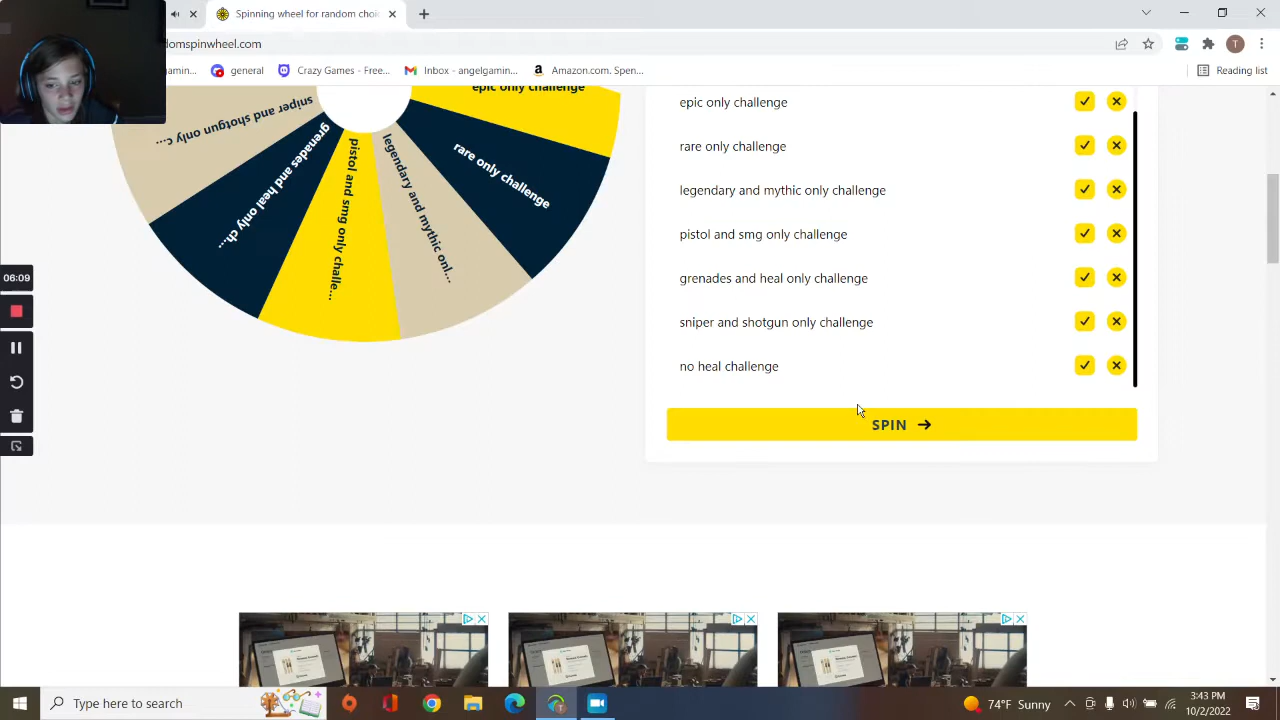 Spinning wheel for random choi
domspinwheel.com
amin...
general
Crazy Games - Free...
Inbox - angelgamin...
Amazon.com. Spen...
Reading list
T
epic only challenge
rare only challenge
legendary and mythic onl...
pistol and smg only challe...
grenades and heal only ch...
sniper and shotgun only c...
epic only challenge
rare only challenge
legendary and mythic only challenge
pistol and smg only challenge
grenades and heal only challenge
sniper and shotgun only challenge
no heal challenge
SPIN
06:09
Type here to search
74°F Sunny
3:43 PM
10/2/2022